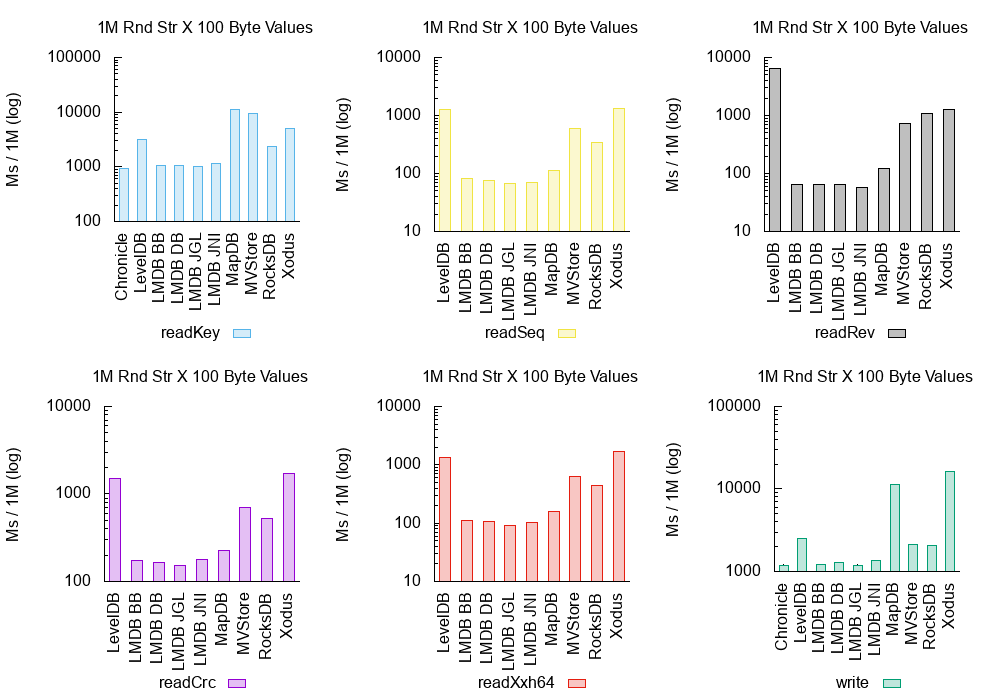 1M Rnd Str X 100 Byte Values
Ms / 1M (log)
100000
10000
1000
100
Chronicle
LevelDB
LMDB BB
LMDB DB
LMDB JGL
LMDB JNI
MapDB
MVStore
RocksDB
Xodus
readKey
1M Rnd Str X 100 Byte Values
Ms / 1M (log)
10000
1000
100
10
LevelDB
LMDB BB
LMDB DB
LMDB JGL
LMDB JNI
MapDB
MVStore
RocksDB
Xodus
readSeq
1M Rnd Str X 100 Byte Values
Ms / 1M (log)
10000
1000
100
10
LevelDB
LMDB BB
LMDB DB
LMDB JGL
LMDB JNI
MapDB
MVStore
RocksDB
Xodus
readRev
1M Rnd Str X 100 Byte Values
Ms / 1M (log)
10000
1000
100
LevelDB
LMDB BB
LMDB DB
LMDB JGL
LMDB JNI
MapDB
MVStore
RocksDB
Xodus
readCrc
1M Rnd Str X 100 Byte Values
Ms / 1M (log)
10000
1000
100
10
LevelDB
LMDB BB
LMDB DB
LMDB JGL
LMDB JNI
MapDB
MVStore
RocksDB
Xodus
readXxh64
1M Rnd Str X 100 Byte Values
Ms / 1M (log)
100000
10000
1000
Chronicle
LevelDB
LMDB BB
LMDB DB
LMDB JGL
LMDB JNI
MapDB
MVStore
RocksDB
Xodus
write